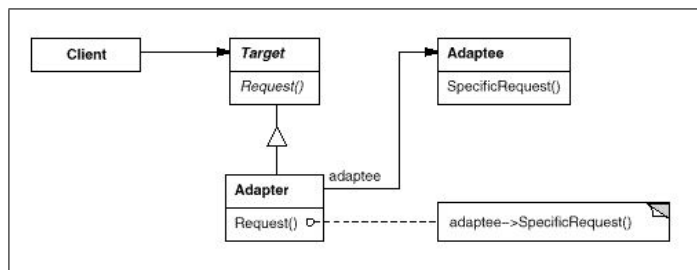 Client
Target
Request()
Adaptee
SpecificRequest()
adaptee
Adapter
Request()
adaptee->SpecificRequest()